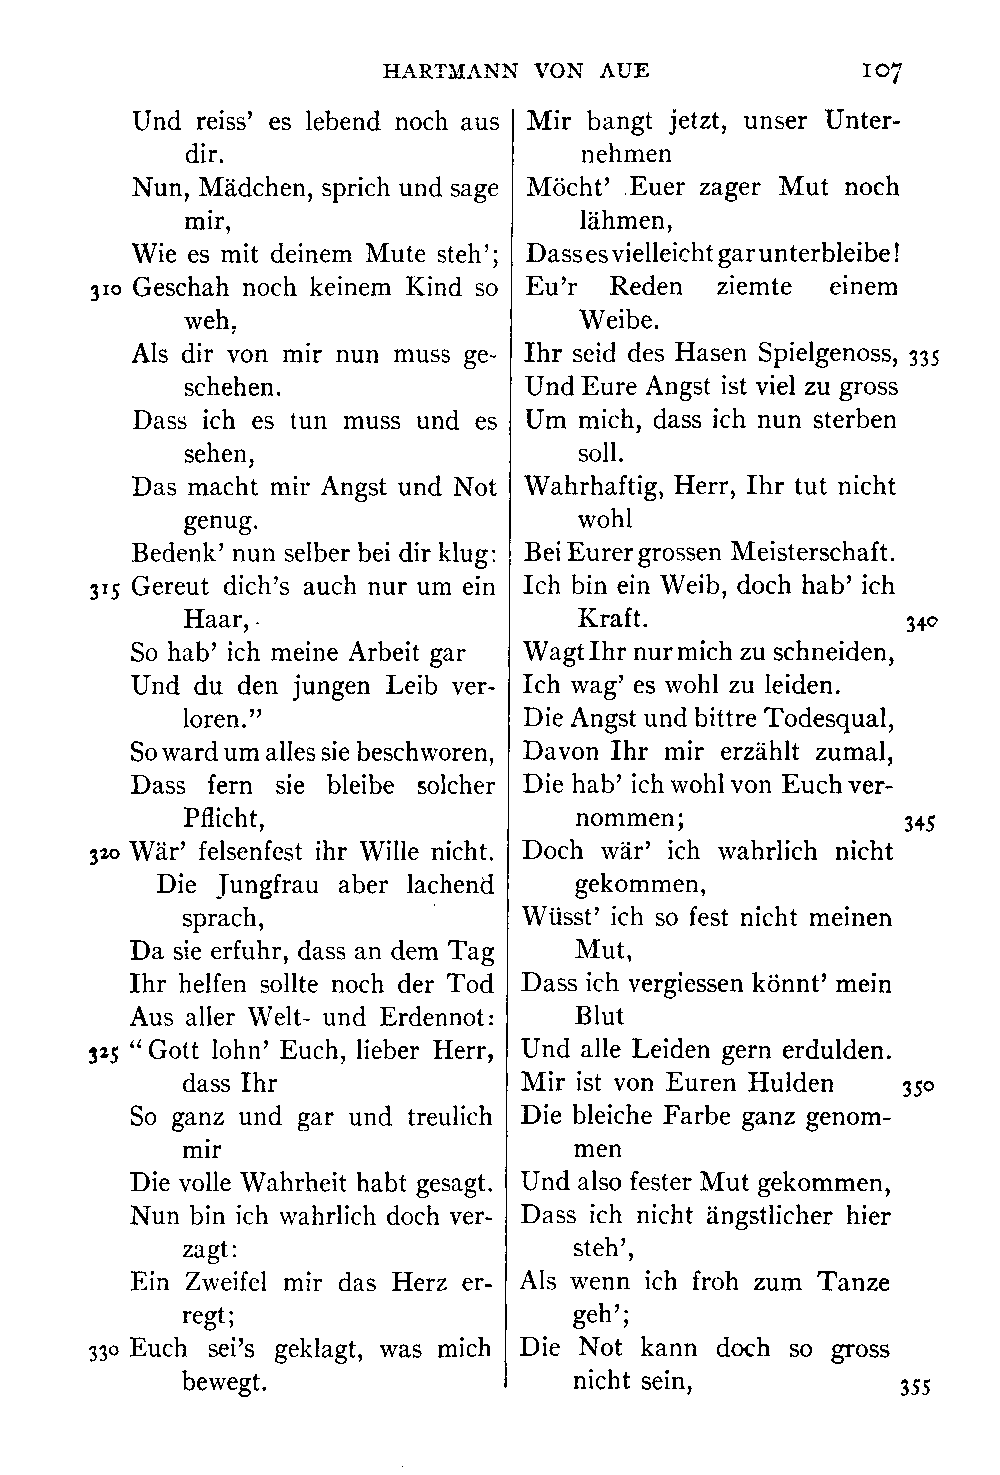 HARTMANN VON AUE 107
Und reiss' es lebend noch aus
dir.
Nun, Mädchen, sprich und sage
mir,
Wie es mit deinem Mute steh';
310 Geschah noch keinem Kind so
weh,
Als dir von mir nun muss ge-
schehen.
Dass ich es tun muss und es
sehen,
Das macht mir Angst und Not
genug.
Bedenk' nun selber bei dir klug:
315 Gereut dich's auch nur um ein
Haar,
So hab' ich meine Arbeit gar
Und du den jungen Leib ver-
loren."
So ward um alles sie beschworen,
Dass fern sie bleibe solcher
Pflicht,
320 Wär' felsenfest ihr Wille nicht.
Die Jungfrau aber lachend
sprach,
Da sie erfuhr, dass an dem Tag
Ihr helfen sollte noch der Tod
Aus aller Welt- und Erdennot:
325 "Gott lohn' Euch, lieber Herr,
dass Ihr
So ganz und gar und treulich
mir
Die volle Wahrheit habt gesagt.
Nun bin ich wahrlich doch ver-
zagt:
Ein Zweifel mir das Herz er-
regt;
330 Euch sei's geklagt, was mich
bewegt.
Mir bangt jetzt, unser Unter-
nehmen
Möcht' Euer zager Mut noch
lähmen,
Dass es vielleicht gar unterbleibe!
Eu'r Reden ziemte einem
Weibe.
Ihr seid des Hasen Spielgenoss, 335
Und Eure Angst ist viel zu gross
Um mich, dass ich nun sterben
soll.
Wahrhaftig, Herr, Ihr tut nicht
wohl
Bei Eurer grossen Meisterschaft.
Ich bin ein Weib, doch hab' ich
Kraft. 340
Wagt Ihr nur mich zu schneiden,
Ich wag' es wohl zu leiden.
Die Angst und bittre Todesqual,
Davon Ihr mir erzählt zumal,
Die hab' ich wohl von Euch ver-
nommen; 345
Doch wär' ich wahrlich nicht
gekommen,
Wüsst' ich so fest nicht meinen
Mut,
Dass ich vergiessen könnt' mein
Blut
Und alle Leiden gern erdulden.
Mir ist von Euren Hulden 350
Die bleiche Farbe ganz genom-
men
Und also fester Mut gekommen,
Dass ich nicht ängstlicher hier
steh',
Als wenn ich froh zum Tanze
geh';
Die Not kann doch so gross
nicht sein, 355